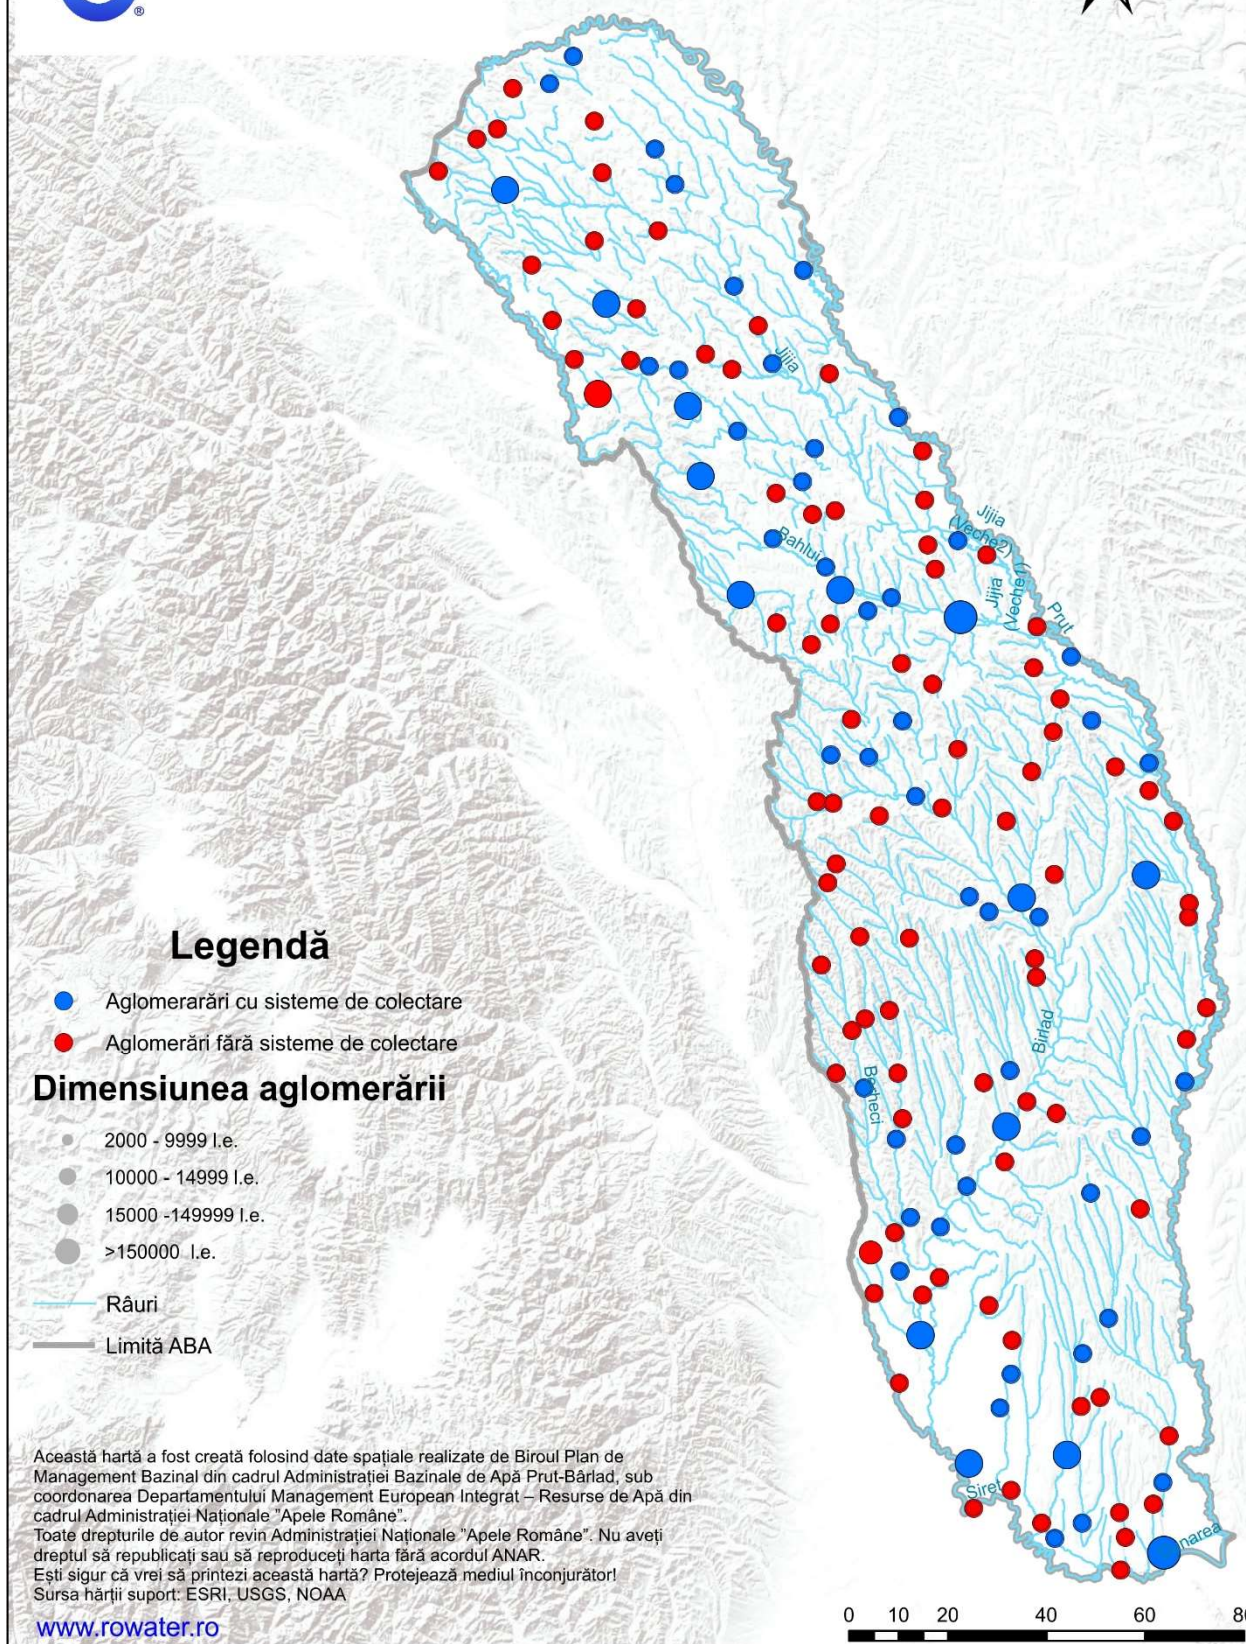 ®
Jijia
Jijia
(Veche2)
Bahlui
Jijia
(Veche1)
Prut
Legendă
Aglomerarări cu sisteme de colectare
Aglomerări fără sisteme de colectare
Dimensiunea aglomerării
2000 - 9999 l.e.
10000 - 14999 l.e.
15000 -149999 l.e.
>150000 l.e.
Râuri
Limită ABA
Birlad
Siret
Această hartă a fost creată folosind date spațiale realizate de Biroul Plan de
Management Bazinal din cadrul Administrației Bazinale de Apă Prut-Bârlad, sub
coordonarea Departamentului Management European Integrat – Resurse de Apă din
cadrul Administrației Naționale "Apele Române".
Toate drepturile de autor revin Administrației Naționale "Apele Române". Nu aveți
dreptul să republicați sau să reproduceți harta fără acordul ANAR.
Ești sigur că vrei să printezi această hartă? Protejează mediul înconjurător!
Sursa hărții suport: ESRI, USGS, NOAA
www.rowater.ro
0 10 20 40 60